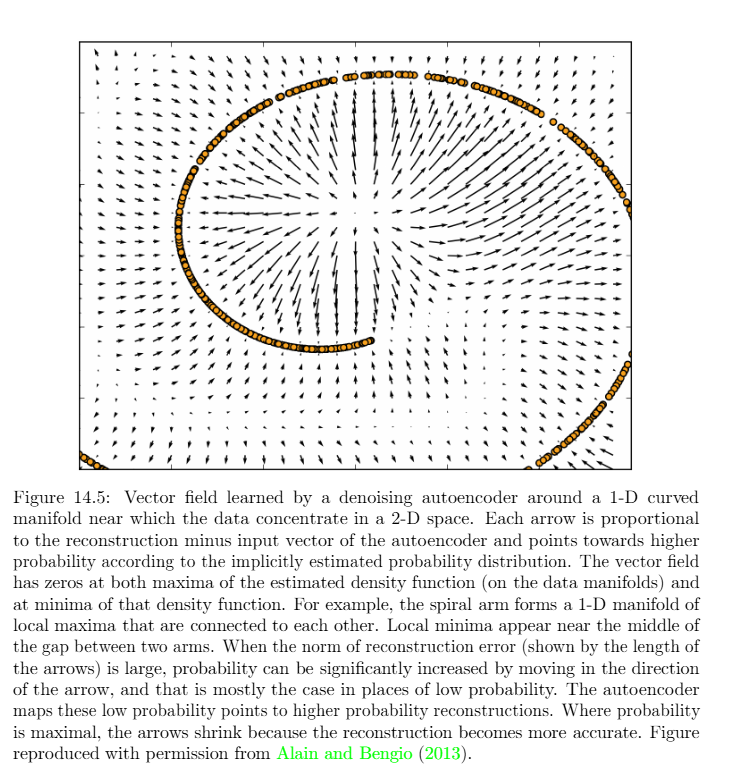 Figure 14.5: Vector field learned by a denoising autoencoder around a 1-D curved
manifold near which the data concentrate in a 2-D space. Each arrow is proportional
to the reconstruction minus input vector of the autoencoder and points towards higher
probability according to the implicitly estimated probability distribution. The vector field
has zeros at both maxima of the estimated density function (on the data manifolds) and
at minima of that density function. For example, the spiral arm forms a 1-D manifold of
local maxima that are connected to each other. Local minima appear near the middle of
the gap between two arms. When the norm of reconstruction error (shown by the length of
the arrows) is large, probability can be significantly increased by moving in the direction
of the arrow, and that is mostly the case in places of low probability. The autoencoder
maps these low probability points to higher probability reconstructions. Where probability
is maximal, the arrows shrink because the reconstruction becomes more accurate. Figure
reproduced with permission from Alain and Bengio (2013).